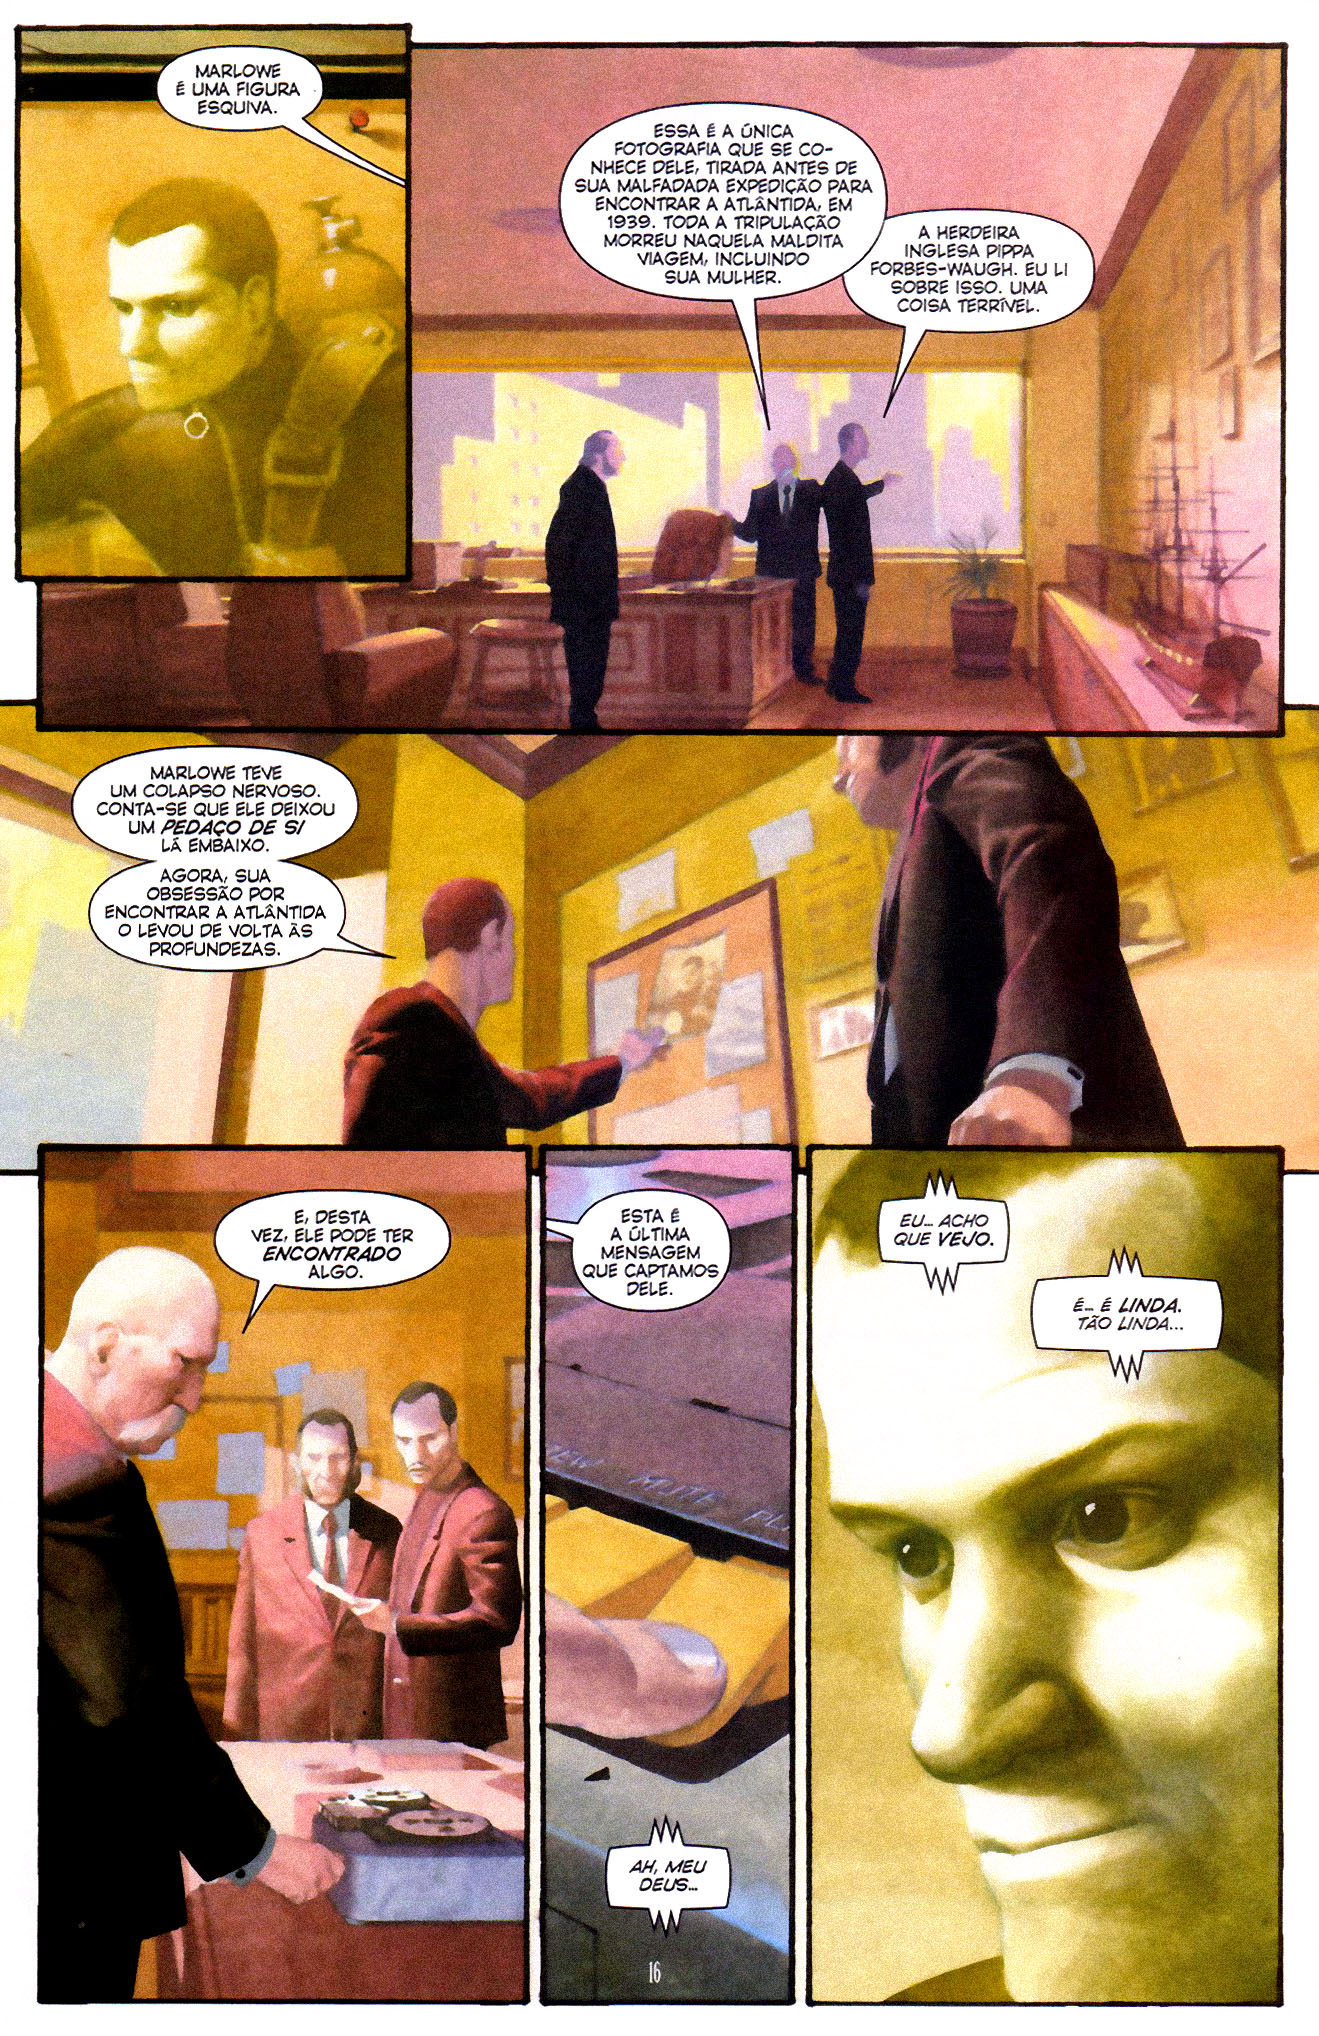 MARLOWE
É UMA FIGURA
ESQUIVA.
ESSA É A ÚNICA
FOTOGRAFIA QUE SE CO-
NHECE DELE, TIRADA ANTES DE
SUA MALFADADA EXPEDIÇÃO PARA
ENCONTRAR A ATLÂNTIDA, EM
1939. TODA A TRIPULAÇÃO
MORREU NAQUELA MALDITA
VIAGEM, INCLUINDO
SUA MULHER.
A HERDEIRA
INGLESA PIPPA
FORBES-WAUGH. EU LI
SOBRE ISSO. UMA
COISA TERRÍVEL.
MARLOWE TEVE
UM COLAPSO NERVOSO.
CONTA-SE QUE ELE DEIXOU
UM PEDAÇO DE SI
LÁ EMBAIXO.
AGORA, SUA
OBSESSÃO POR
ENCONTRAR A ATLÂNTIDA
O LEVOU DE VOLTA ÀS
PROFUNDEZAS.
E, DESTA
VEZ, ELE PODE TER
ENCONTRADO
ALGO.
ESTA É
A ÚLTIMA
MENSAGEM
QUE CAPTAMOS
DELE.
MUTE
AH, MEU
DEUS...
EU... ACHO
QUE VEJO.
É... É LINDA.
TÃO LINDA...
16